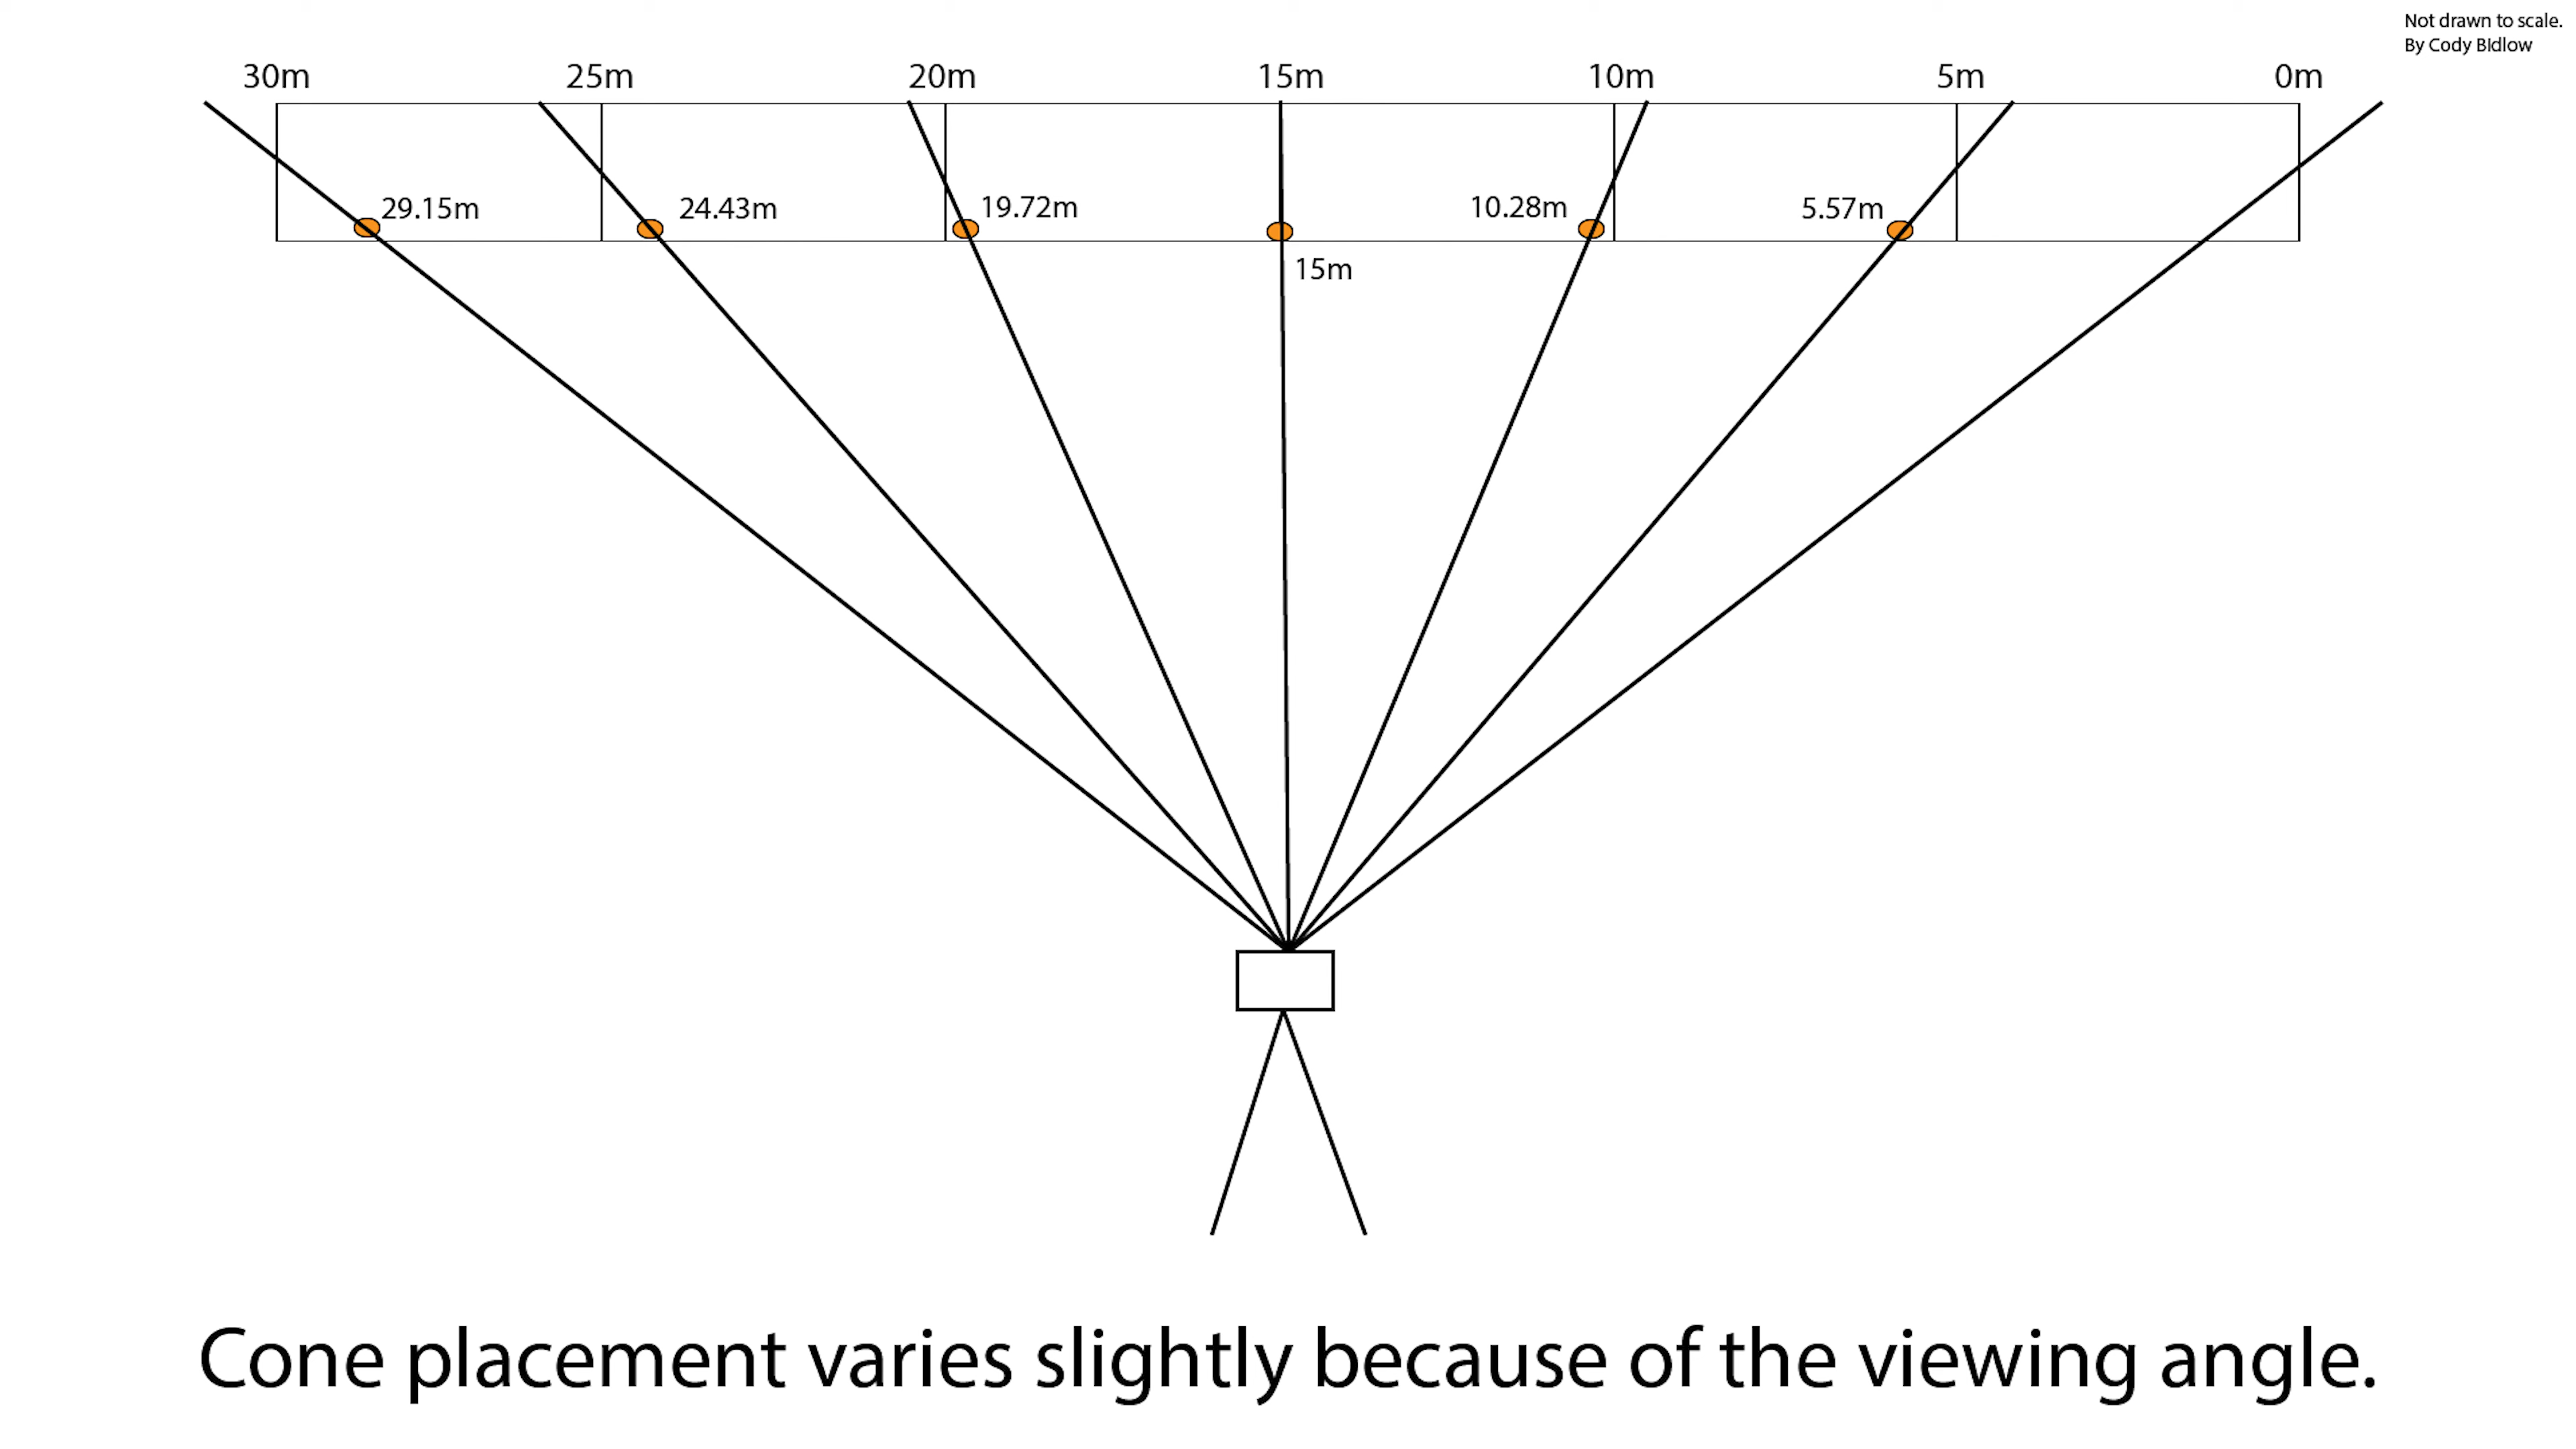 Not drawn to scale.
By Cody Bidlow
30m 25m 20m 15m 10m 5m 0m
29.15m 24.43m 19.72m 10.28m 5.57m
15m
Cone placement varies slightly because of the viewing angle.